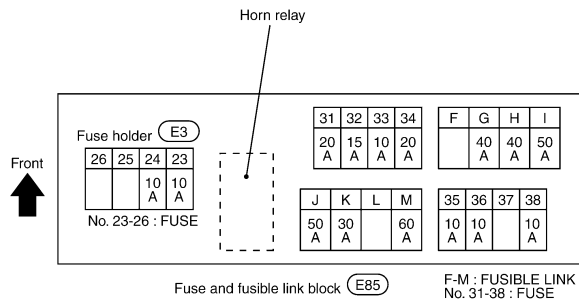 Horn relay
Fuse holder E3
Front
26 25 24 23
10 A 10 A
No. 23-26 : FUSE
31 32 33 34
20 A 15 A 10 A 20 A
F G H I
40 A 40 A 50 A
J K L M
50 A 30 A 60 A
35 36 37 38
10 A 10 A 10 A
Fuse and fusible link block E85
F-M : FUSIBLE LINK
No. 31-38 : FUSE